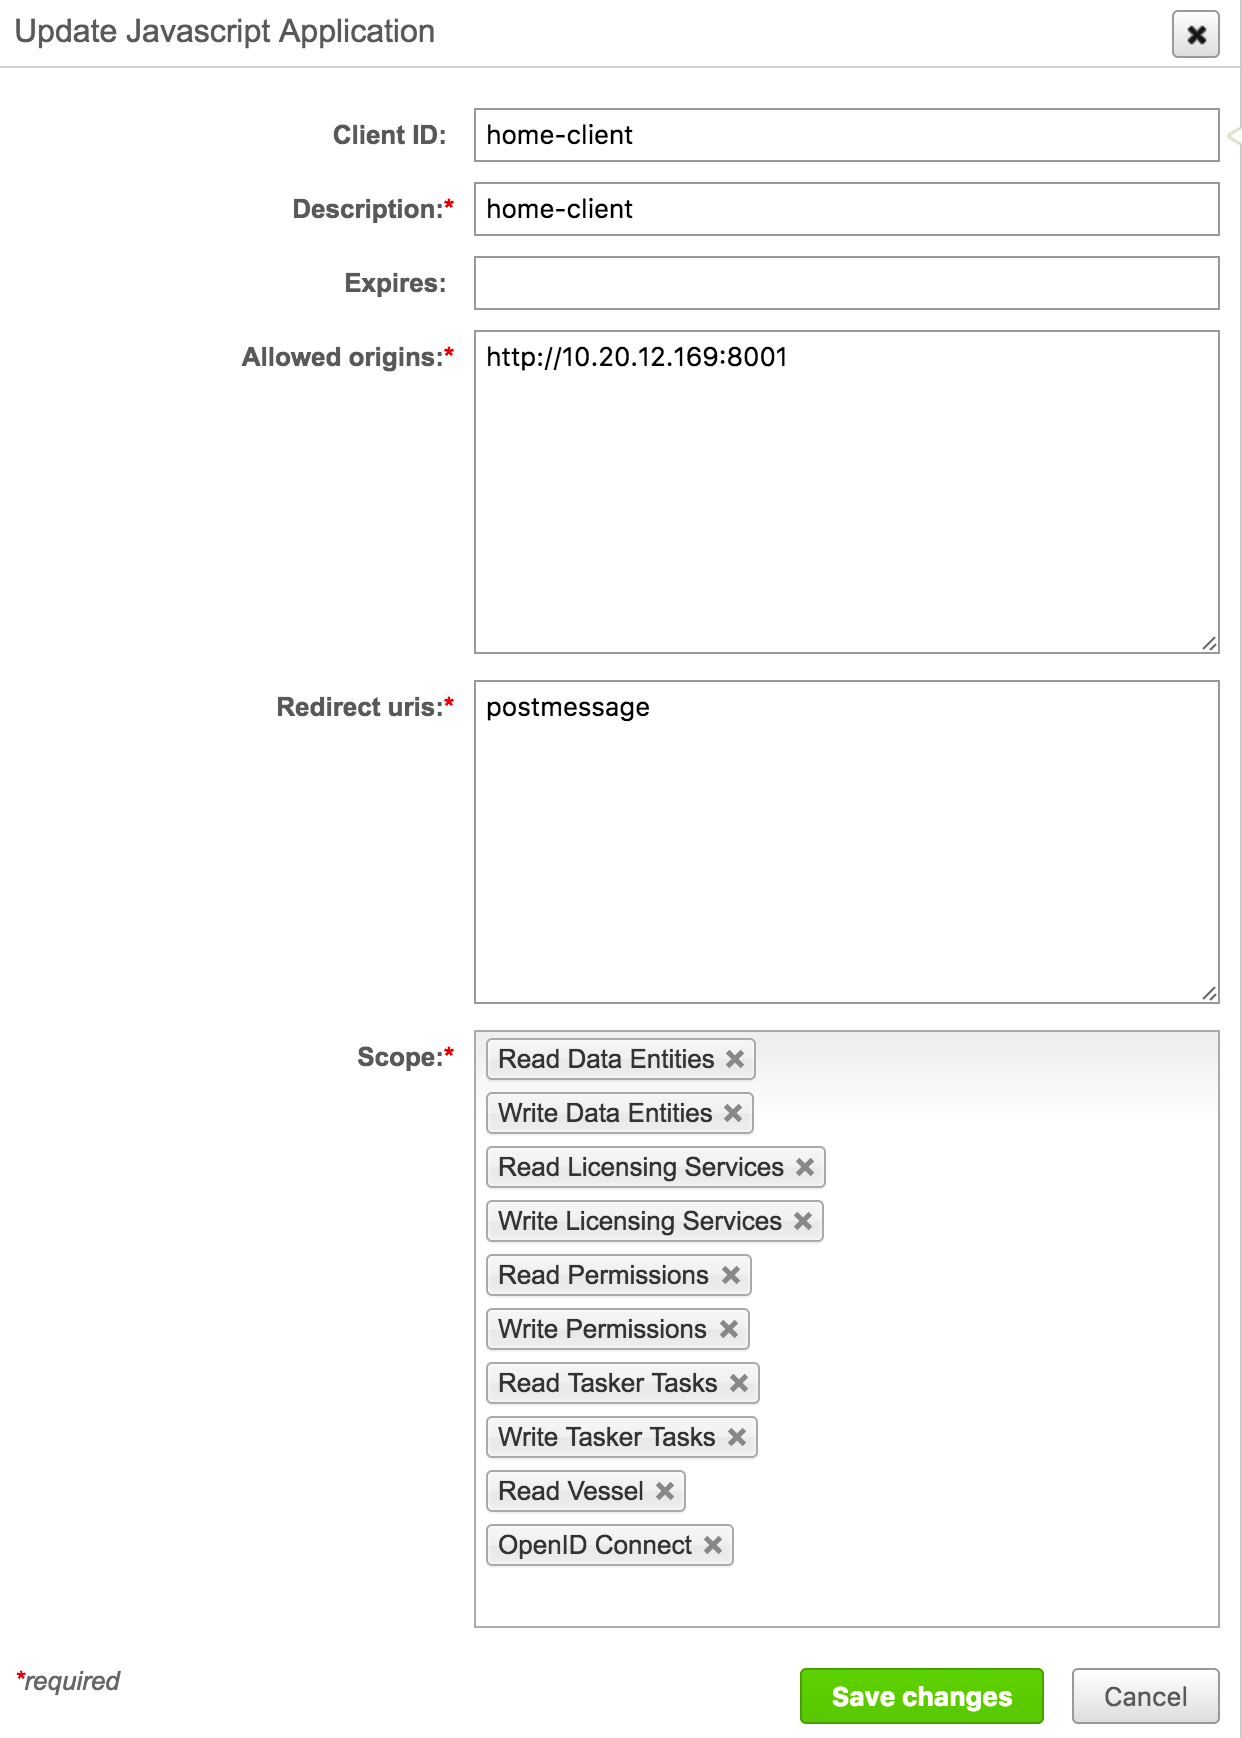 Update Javascript Application
Client ID: home-client
Description:* home-client
Expires:
Allowed origins:* http://10.20.12.169:8001
Redirect uris:* postmessage
Scope:* Read Data Entities
Write Data Entities
Read Licensing Services
Write Licensing Services
Read Permissions
Write Permissions
Read Tasker Tasks
Write Tasker Tasks
Read Vessel
OpenID Connect
*required
Save changes Cancel